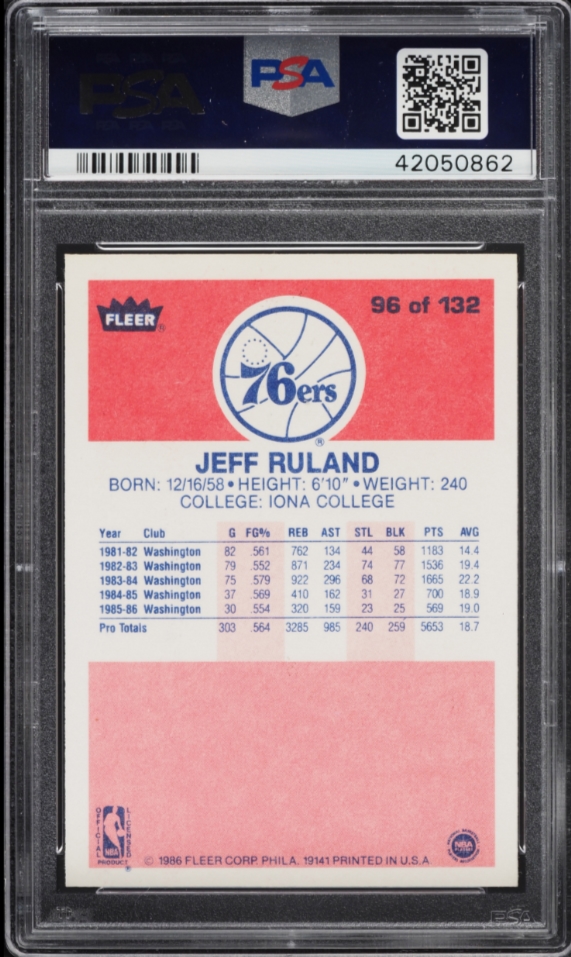 PSA
PSA
42050862
FLEER®
96 of 132
76ers
®
JEFF RULAND
BORN: 12/16/58 • HEIGHT: 6'10" • WEIGHT: 240
COLLEGE: IONA COLLEGE
Year Club G FG% REB AST STL BLK PTS AVG
1981-82 Washington 82 .561 762 134 44 58 1183 14.4
1982-83 Washington 79 .552 871 234 74 77 1536 19.4
1983-84 Washington 75 .579 922 296 68 72 1665 22.2
1984-85 Washington 37 .569 410 162 31 27 700 18.9
1985-86 Washington 30 .554 320 159 23 25 569 19.0
Pro Totals 303 .564 3285 985 240 259 5653 18.7
OFFICIAL LICENSED
NBA
PRODUCT
®
© 1986 FLEER CORP. PHILA. 19141 PRINTED IN U.S.A.
NBA
PLAYERS
PSA